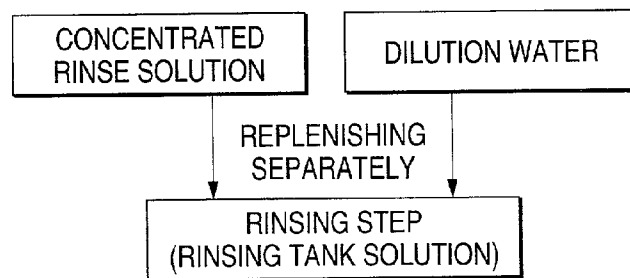 CONCENTRATED
RINSE SOLUTION
DILUTION WATER
REPLENISHING
SEPARATELY
RINSING STEP
(RINSING TANK SOLUTION)